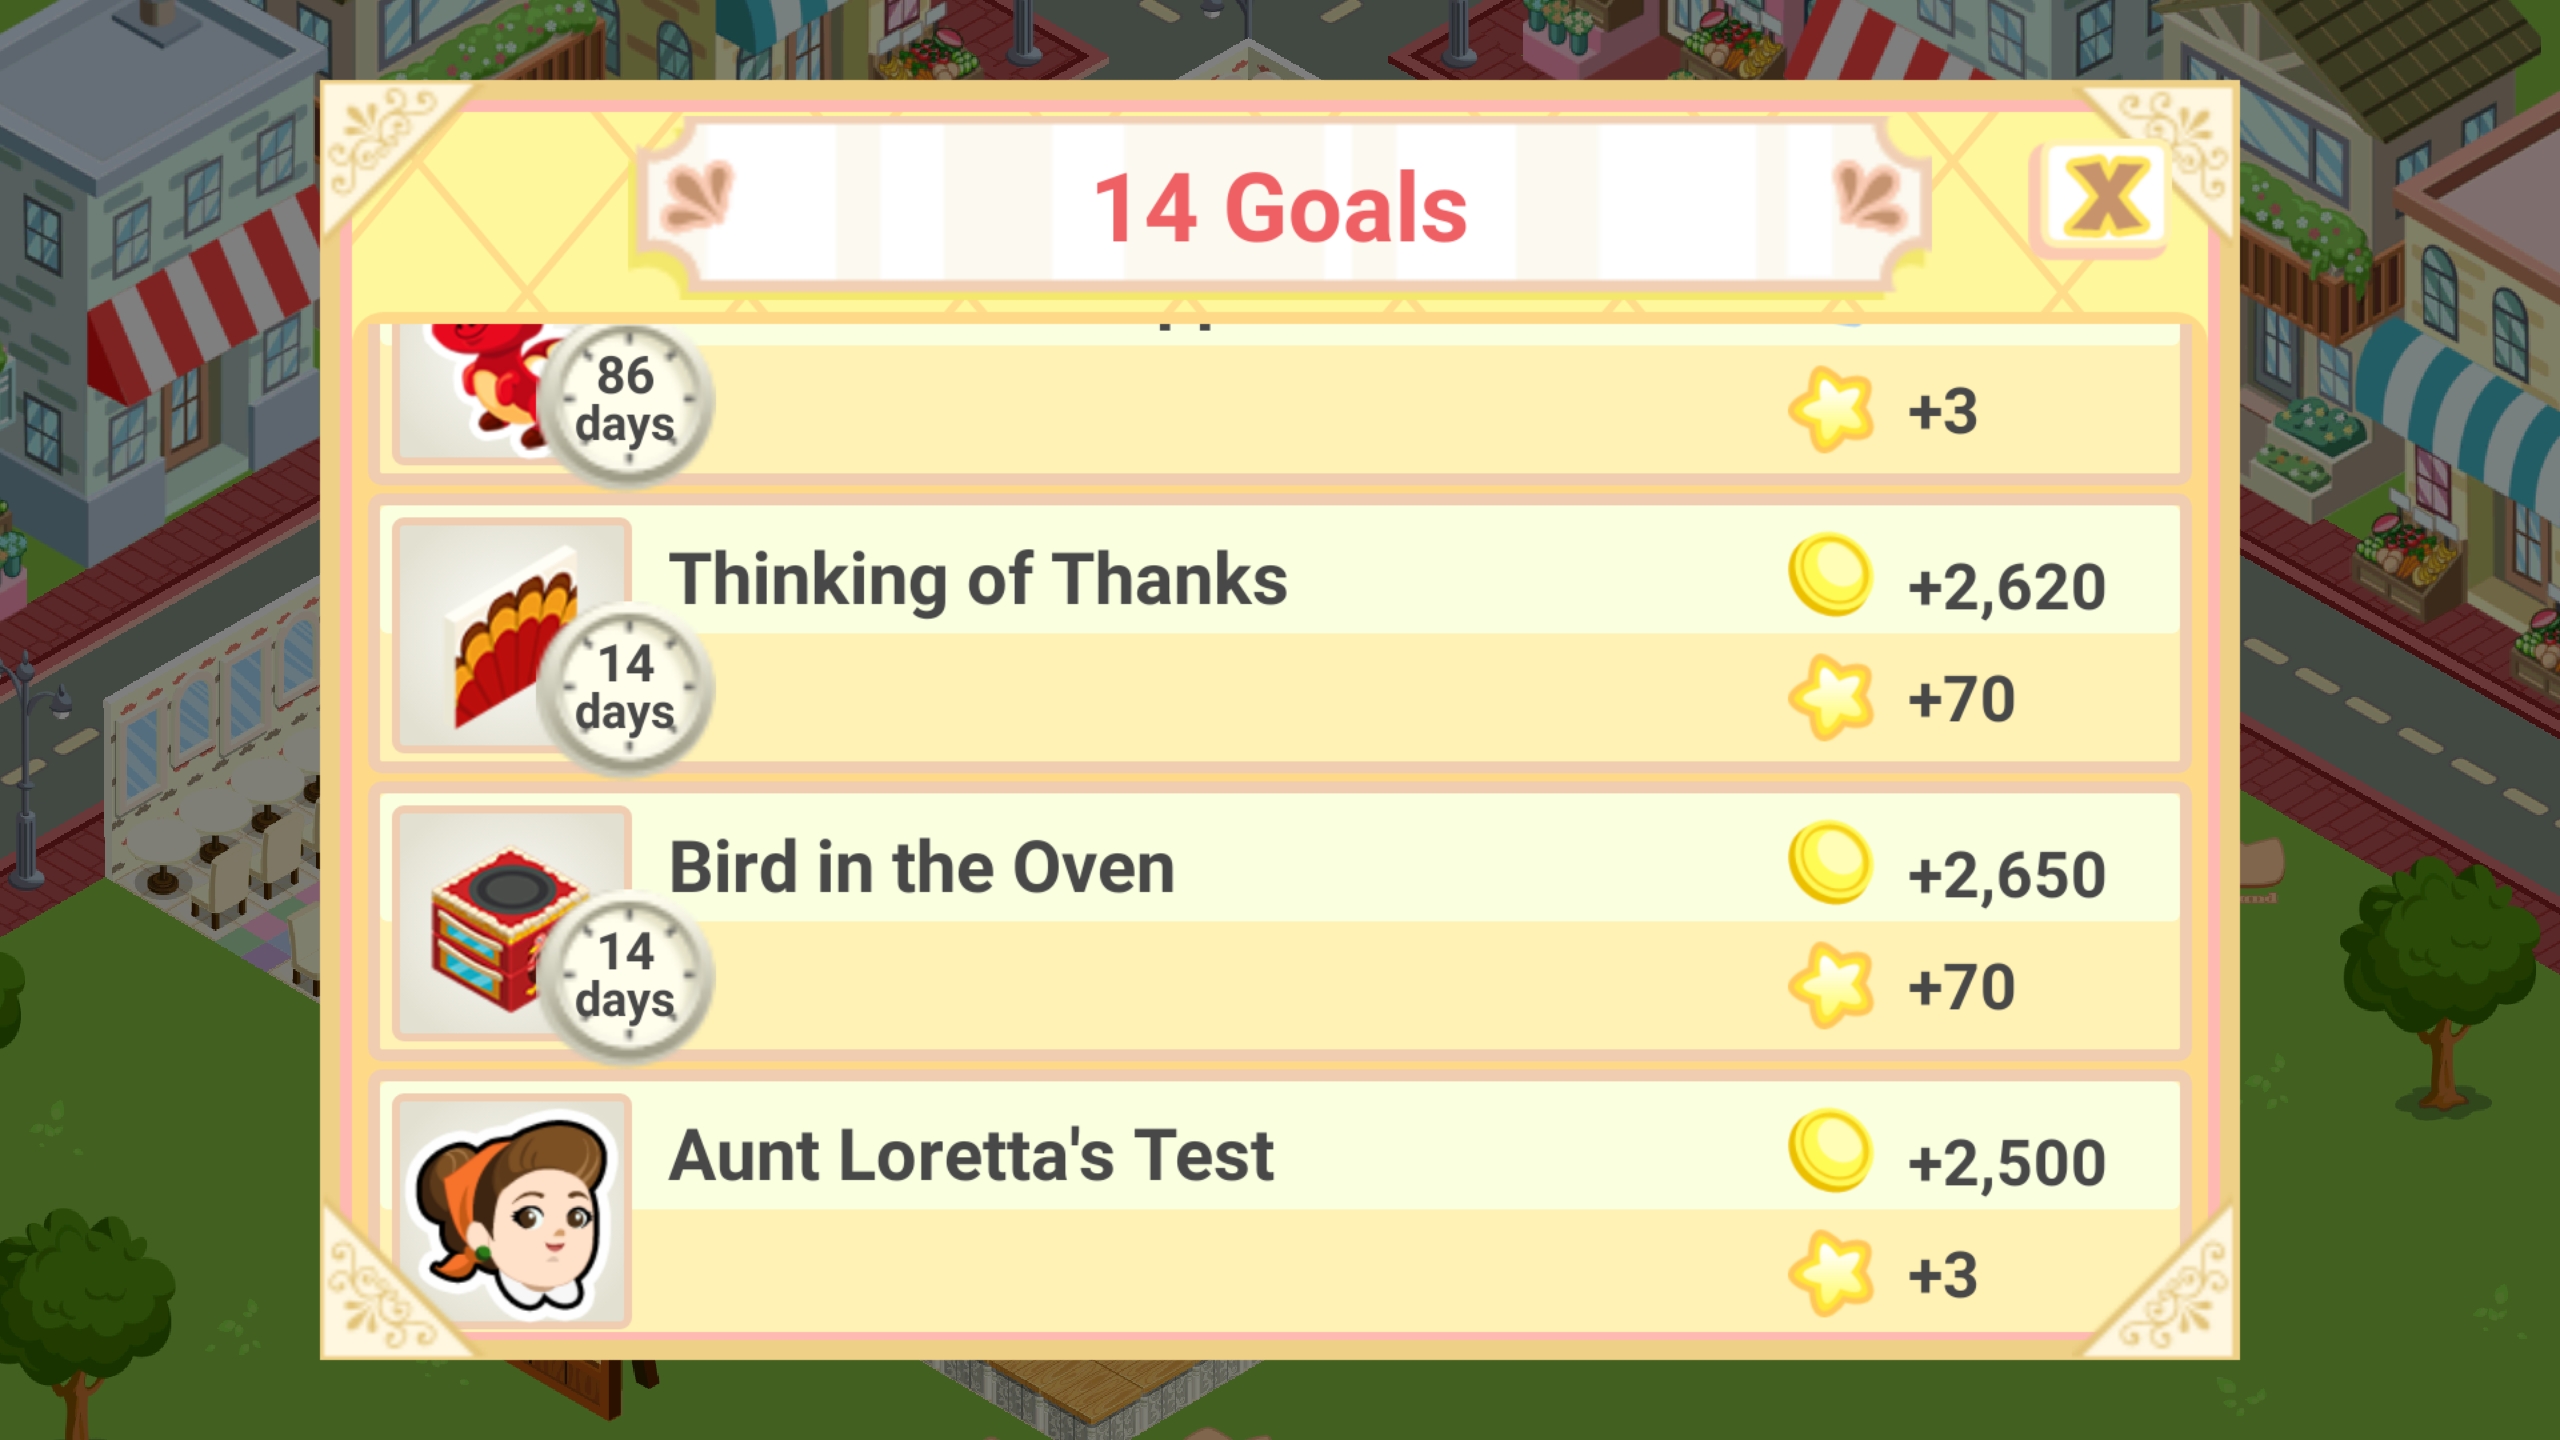 14 Goals
X
86
days
+3
Thinking of Thanks
+2,620
14
days
+70
Bird in the Oven
+2,650
14
days
+70
Aunt Loretta's Test
+2,500
+3